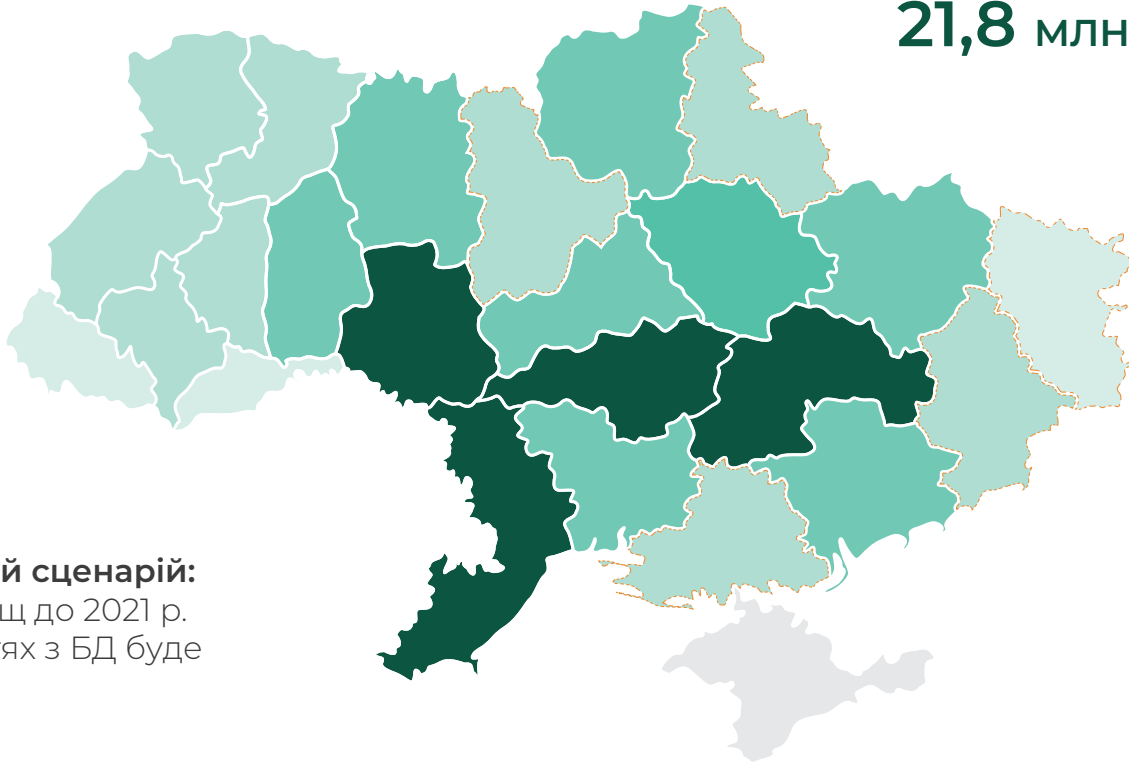 21,8 млн
й сценарій:
щ до 2021 р.
тях з БД буде